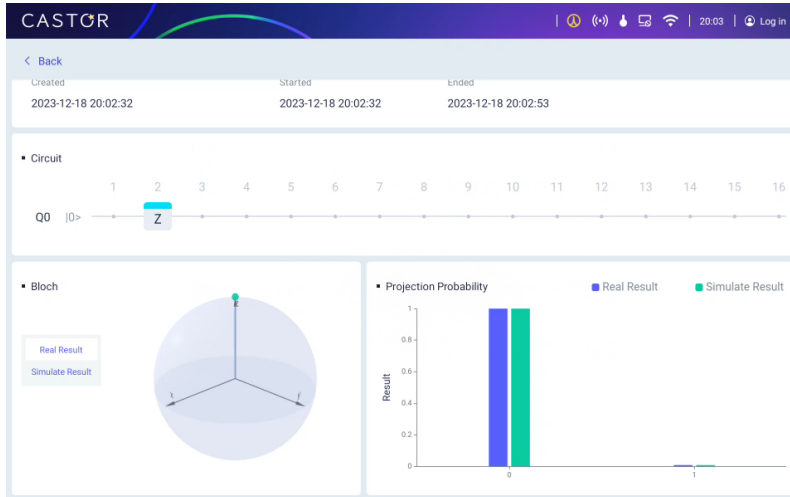 CASTOR
20:03
Log in
< Back
Created Started Ended
2023-12-18 20:02:32 2023-12-18 20:02:32 2023-12-18 20:02:53
Circuit
1 2 3 4 5 6 7 8 9 10 11 12 13 14 15 16
Q0 |0> Z
Bloch
Real Result
Simulate Result
Projection Probability
Real Result Simulate Result
Result
1
0.8
0.6
0.4
0.2
0
0 1